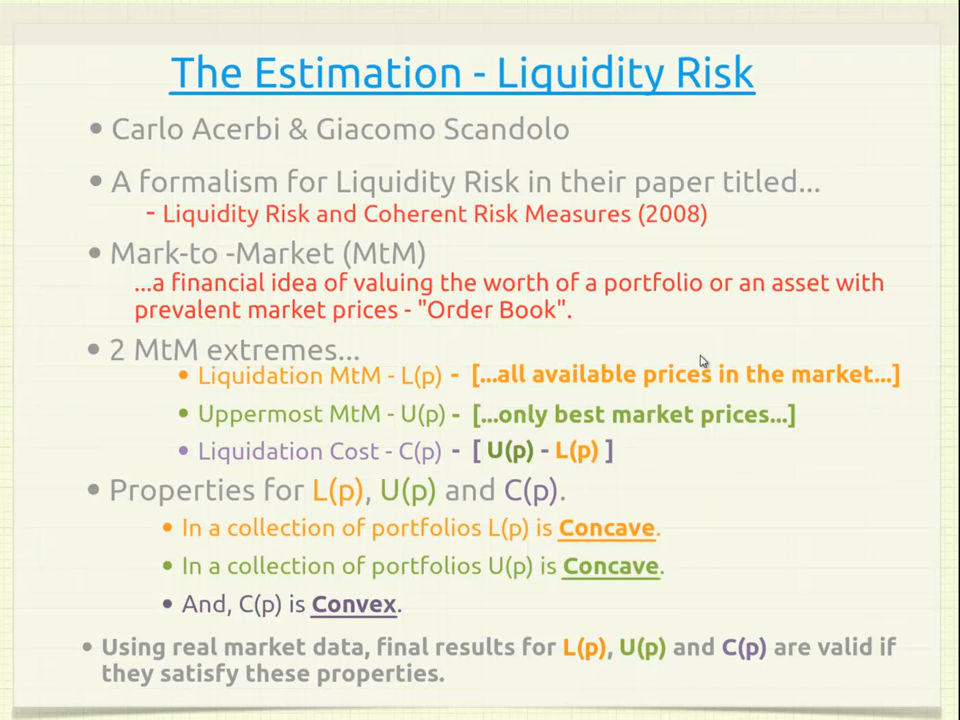 The Estimation - Liquidity Risk
• Carlo Acerbi & Giacomo Scandolo
• A formalism for Liquidity Risk in their paper titled...
- Liquidity Risk and Coherent Risk Measures (2008)
• Mark-to -Market (MtM)
...a financial idea of valuing the worth of a portfolio or an asset with
prevalent market prices - "Order Book".
• 2 MtM extremes...
• Liquidation MtM - L(p) - [...all available prices in the market...]
• Uppermost MtM - U(p) - [...only best market prices...]
• Liquidation Cost - C(p) - [ U(p) - L(p) ]
• Properties for L(p), U(p) and C(p).
• In a collection of portfolios L(p) is Concave.
• In a collection of portfolios U(p) is Concave.
• And, C(p) is Convex.
• Using real market data, final results for L(p), U(p) and C(p) are valid if
they satisfy these properties.